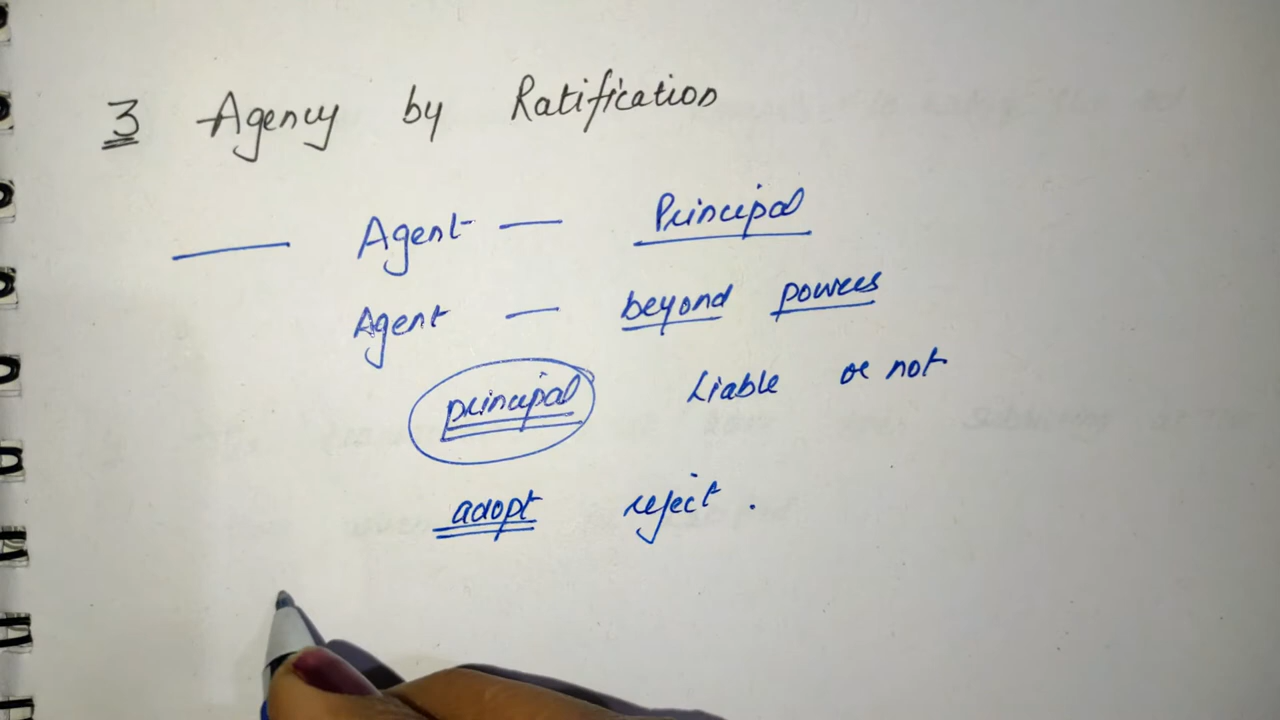 3 Agency by Ratification
— Agent — Principal
Agent — beyond powers
principal Liable or not
adopt reject.